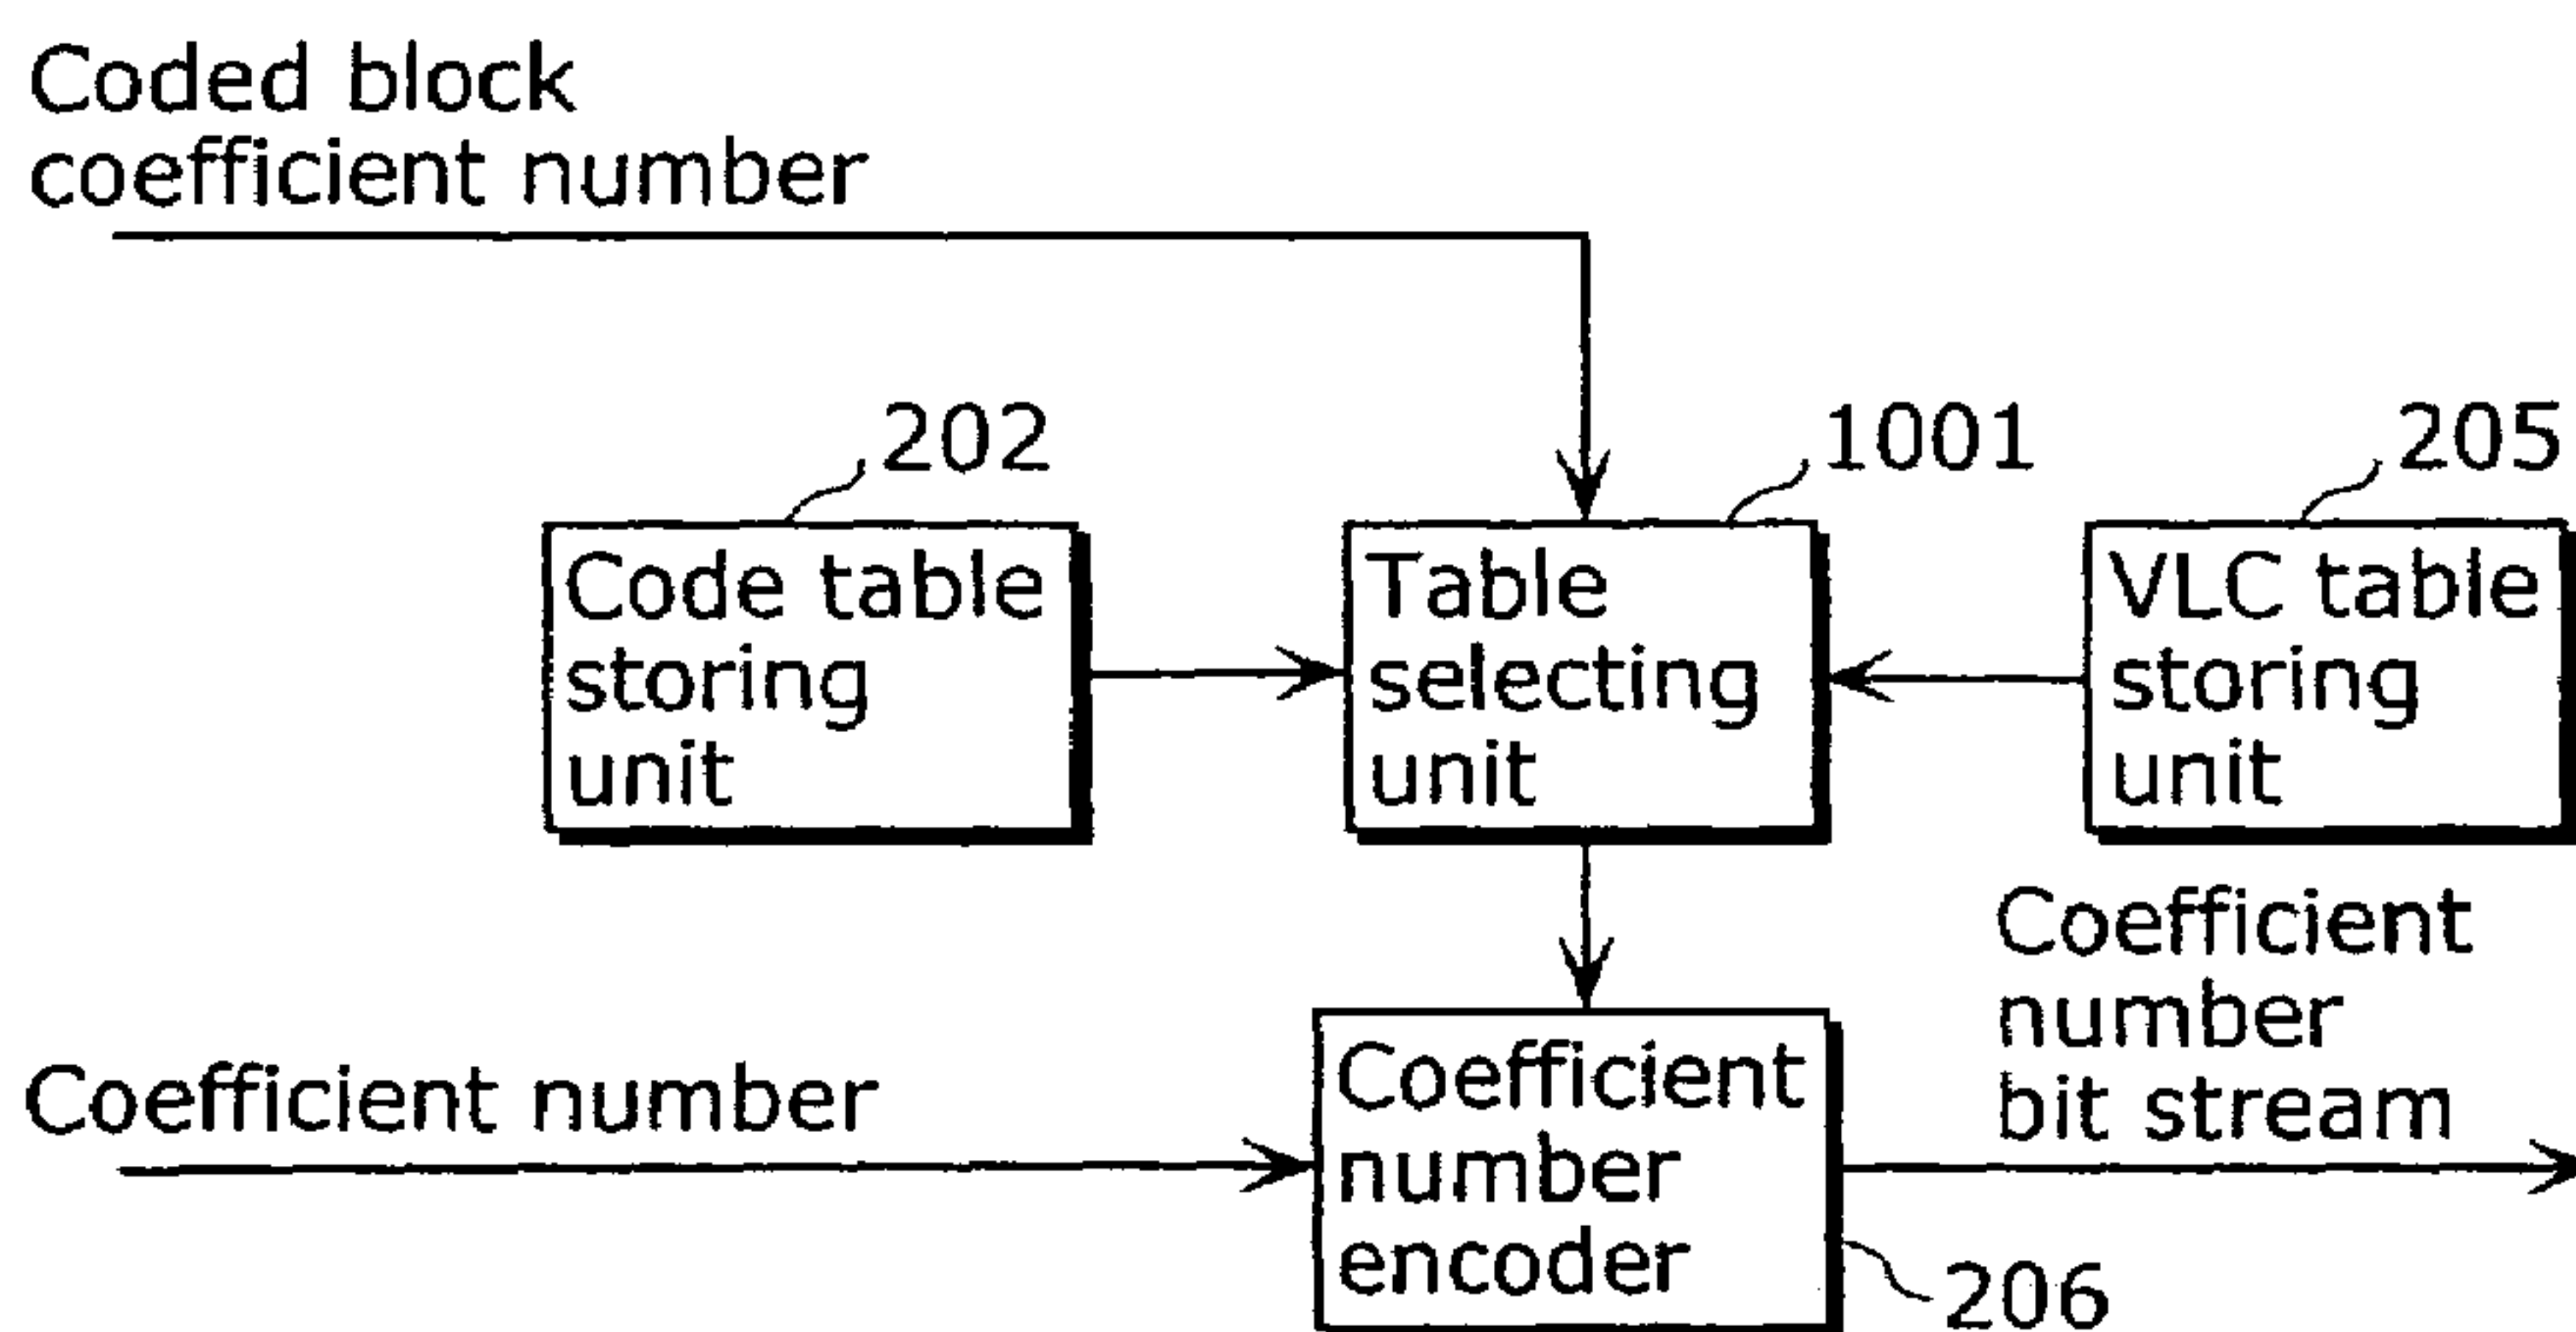 Coded block
coefficient number
202
1001
205
Code table
storing
unit
Table
selecting
unit
VLC table
storing
unit
Coefficient
number
bit stream
Coefficient number
Coefficient
number
encoder
206